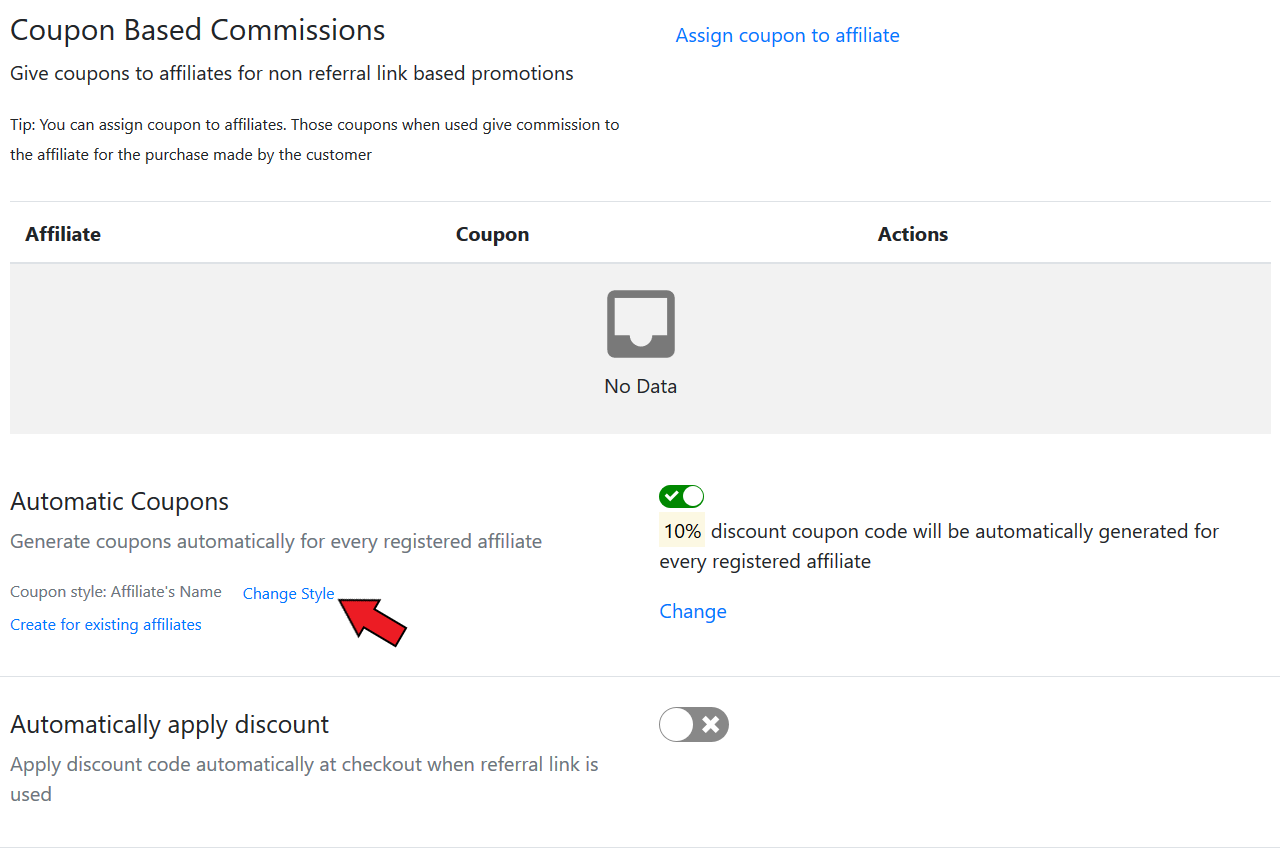 Coupon Based Commissions
Assign coupon to affiliate
Give coupons to affiliates for non referral link based promotions
Tip: You can assign coupon to affiliates. Those coupons when used give commission to
the affiliate for the purchase made by the customer
Affiliate Coupon Actions
No Data
Automatic Coupons
Generate coupons automatically for every registered affiliate
Coupon style: Affiliate's Name Change Style
Create for existing affiliates
10% discount coupon code will be automatically generated for
every registered affiliate
Change
Automatically apply discount
Apply discount code automatically at checkout when referral link is
used